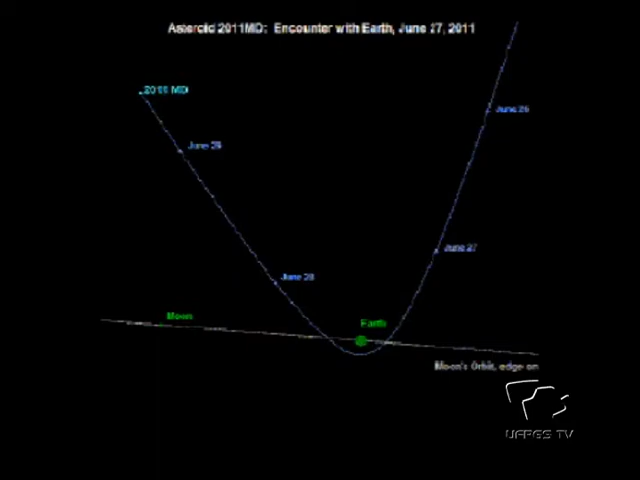 Asteroid 2011MD: Encounter with Earth, June 27, 2011
2011 MD
June 26
June 29
June 27
June 28
Moon
Earth
Moon's Orbit, edge on
UFRGS TV